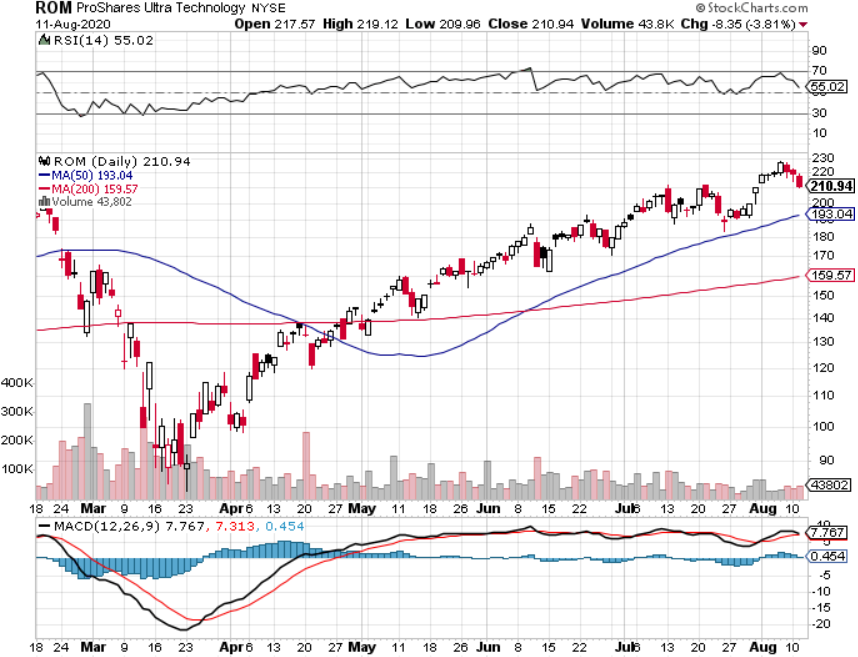 ROM ProShares Ultra Technology NYSE © StockCharts.com
11-Aug-2020 Open 217.57 High 219.12 Low 209.96 Close 210.94 Volume 43.8K Chg -8.35 (-3.81%)
RSI(14) 55.02
90
70
55.02
30
10
ROM (Daily) 210.94
MA(50) 193.04
MA(200) 159.57
Volume 43,802
230
220
210.94
200
193.04
180
170
159.57
150
140
130
120
110
100
90
400K
300K
200K
100K
43802
18 24 Mar 9 16 23 Apr 6 13 20 27 May 11 18 26 Jun 8 15 22 Jul 6 13 20 27 Aug 10
MACD(12,26,9) 7.767, 7.313, 0.454
10
7.767
5
0.454
-5
-10
-15
-20
18 24 Mar 9 16 23 Apr 6 13 20 27 May 11 18 26 Jun 8 15 22 Jul 6 13 20 27 Aug 10